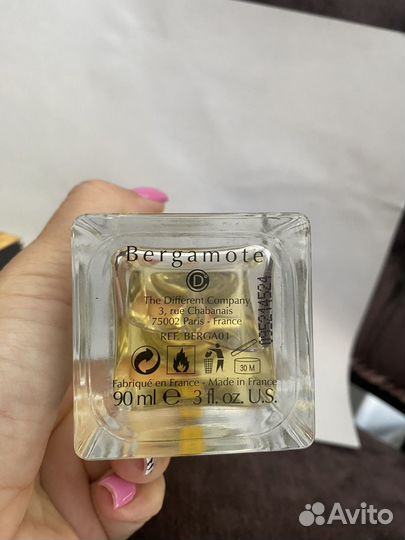 Bergamote
The Different Company
3, rue Chabanais
75002 Paris - France
REF. BERGA01
30 M
Fabriqué en France - Made in France
90 ml e 3 fl. oz. U.S.
Avito